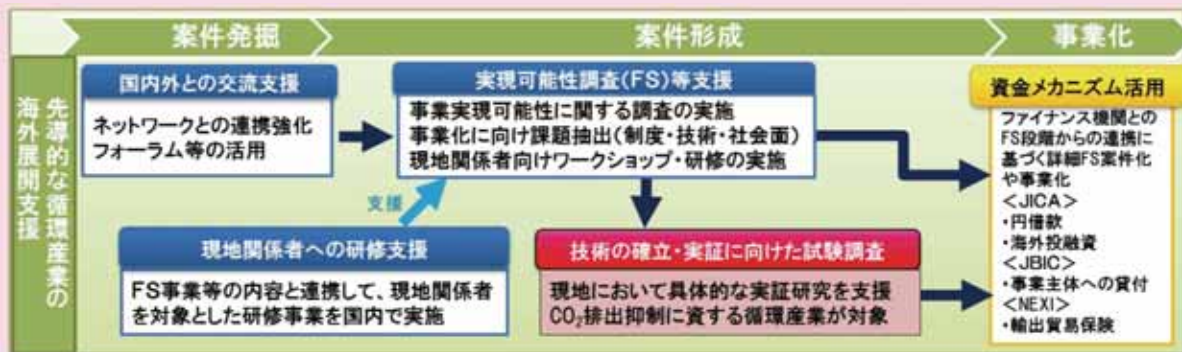 案件発掘
案件形成
事業化
先導的な循環産業の
海外展開支援
国内外との交流支援
ネットワークとの連携強化
フォーラム等の活用
実現可能性調査(FS)等支援
事業実現可能性に関する調査の実施
事業化に向け課題抽出(制度・技術・社会面)
現地関係者向けワークショップ・研修の実施
支援
現地関係者への研修支援
FS事業等の内容と連携して、現地関係者
を対象とした研修事業を国内で実施
技術の確立・実証に向けた試験調査
現地において具体的な実証研究を支援
CO₂排出抑制に資する循環産業が対象
資金メカニズム活用
ファイナンス機関との
FS段階からの連携に
基づく詳細FS案件化
や事業化
<JICA>
・円借款
・海外投融資
<JBIC>
・事業主体への貸付
<NEXI>
・輸出貿易保険